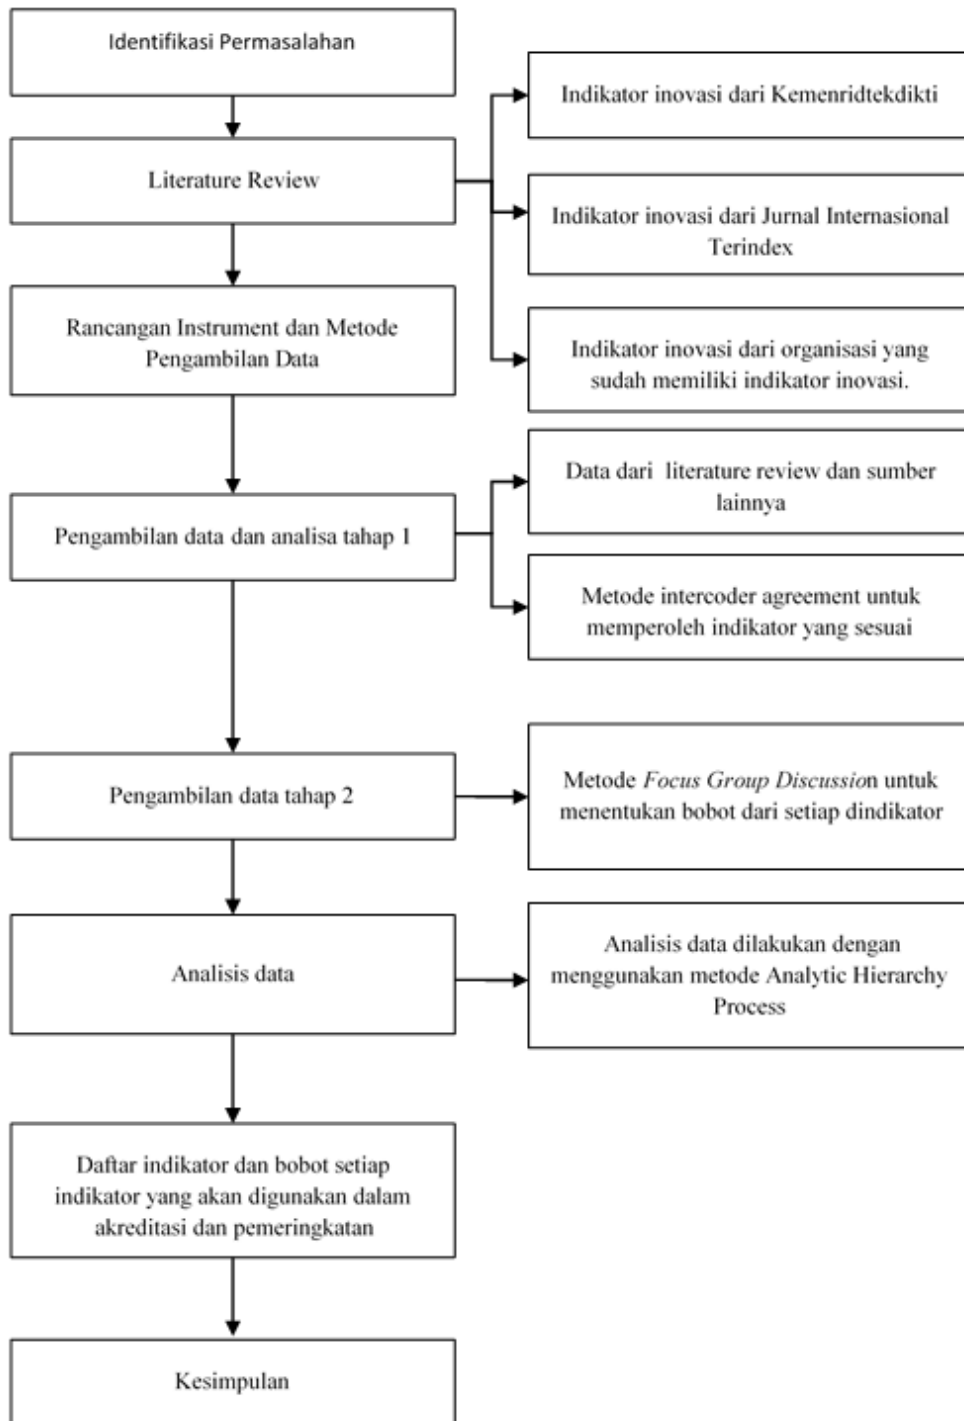 Identifikasi Permasalahan
Indikator inovasi dari Kemenridtekdikti
Literature Review
Indikator inovasi dari Jurnal Internasional
Terindex
Rancangan Instrument dan Metode
Pengambilan Data
Indikator inovasi dari organisasi yang
sudah memiliki indikator inovasi.
Data dari literature review dan sumber
lainnya
Pengambilan data dan analisa tahap 1
Metode intercoder agreement untuk
memperoleh indikator yang sesuai
Pengambilan data tahap 2
Metode Focus Group Discussion untuk
menentukan bobot dari setiap dindikator
Analisis data
Analisis data dilakukan dengan
menggunakan metode Analytic Hierarchy
Process
Daftar indikator dan bobot setiap
indikator yang akan digunakan dalam
akreditasi dan pemeringkatan
Kesimpulan